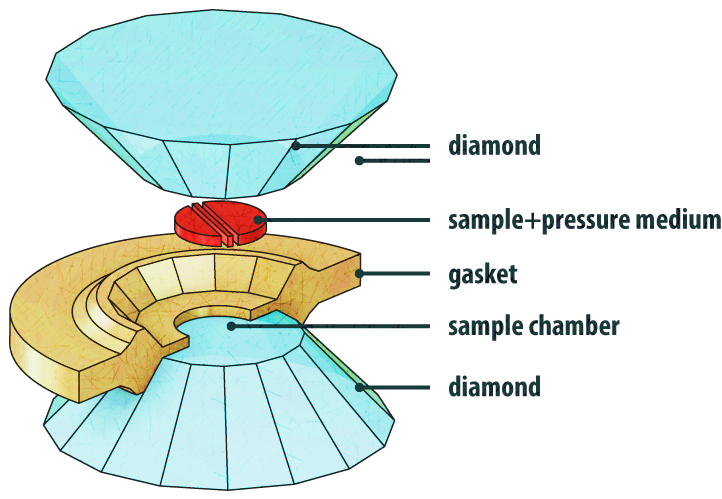 diamond
sample+pressure medium
gasket
sample chamber
diamond